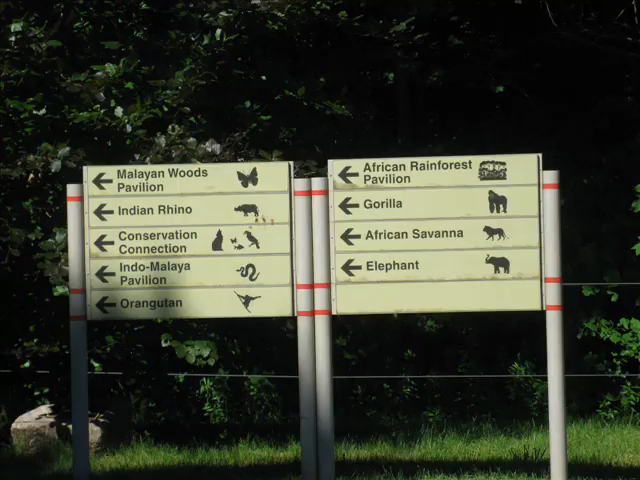 Malayan Woods
Pavilion
Indian Rhino
Conservation
Connection
Indo-Malaya
Pavilion
Orangutan
African Rainforest
Pavilion
Gorilla
African Savanna
Elephant